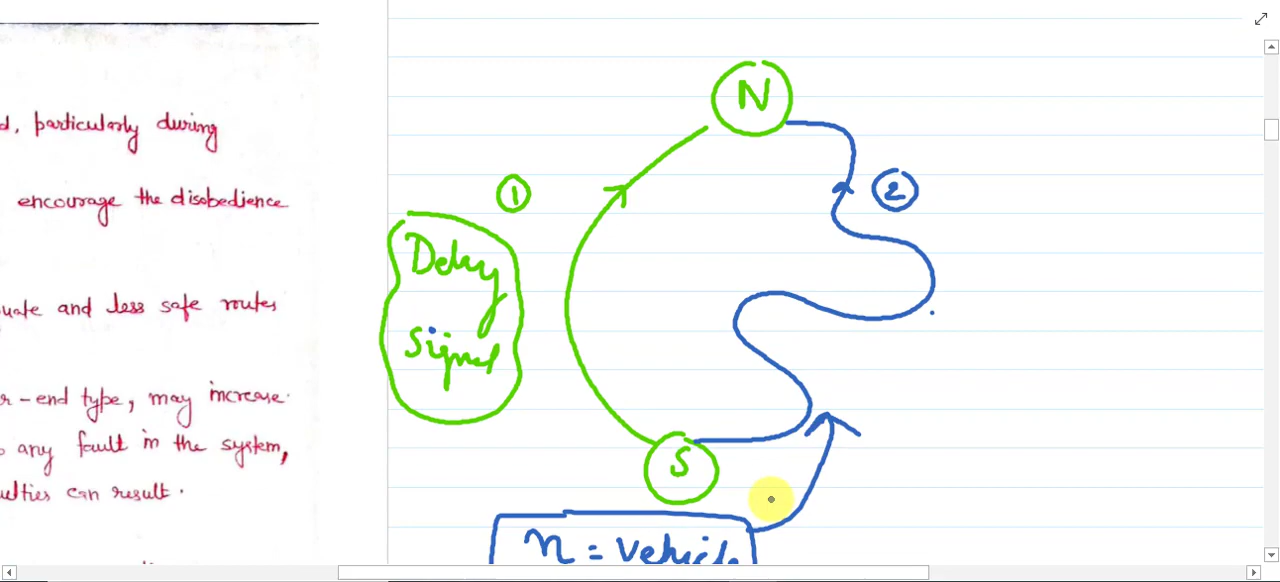 d, particularly during
encourage the disobedience
uate and less safe routes
r-end type, may increase.
any fault in the system,
ulties can result.
N
1
2
Delay
Signal
S
n = Vehicle